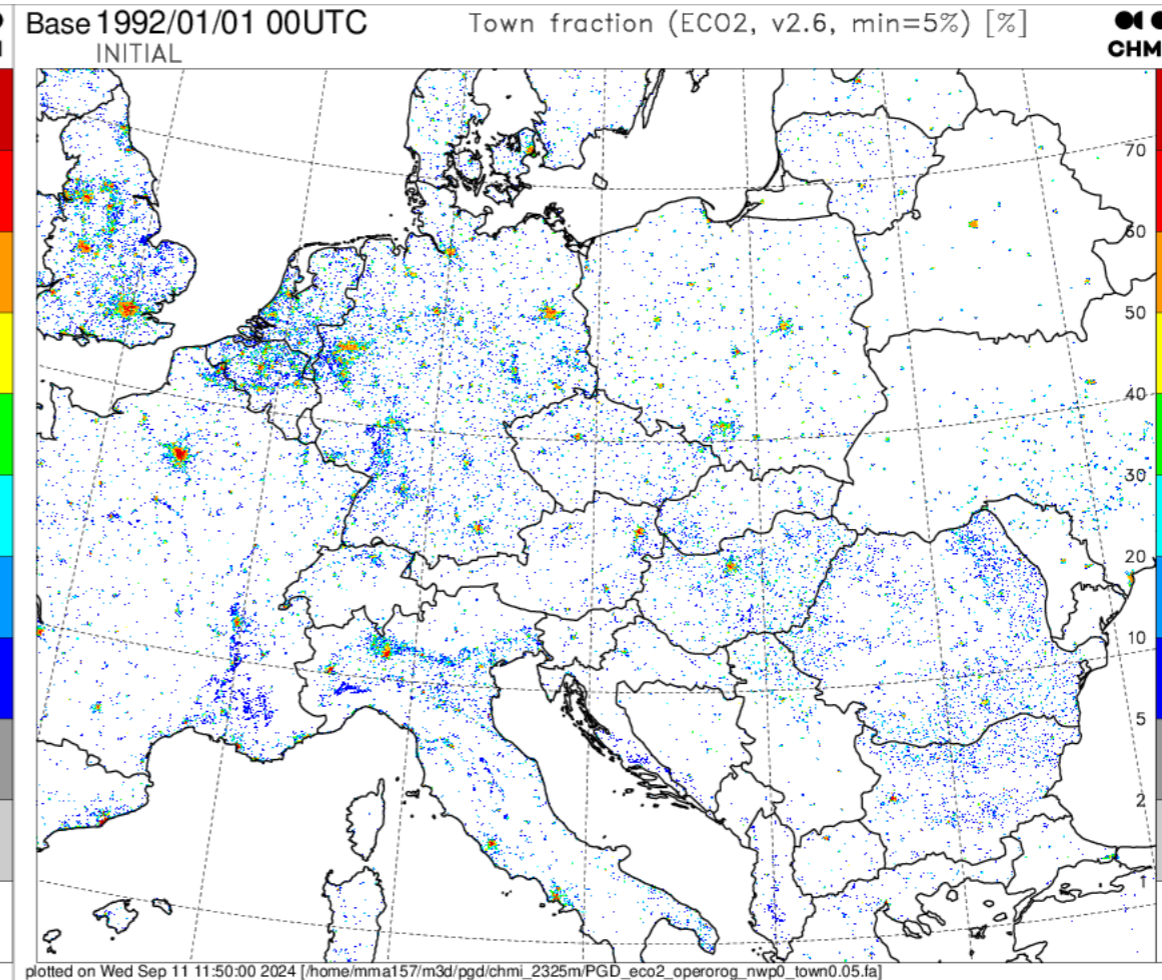 Base 1992/01/01 00UTC
Town fraction (ECO2, v2.6, min=5%) [%]
INITIAL
CHM
70
60
50
40
30
20
10
5
2
1
plotted on Wed Sep 11 11:50:00 2024 [/home/mma157/m3d/pgd/chmi_2325m/PGD_eco2_operorog_nwp0_town0.05.fa]